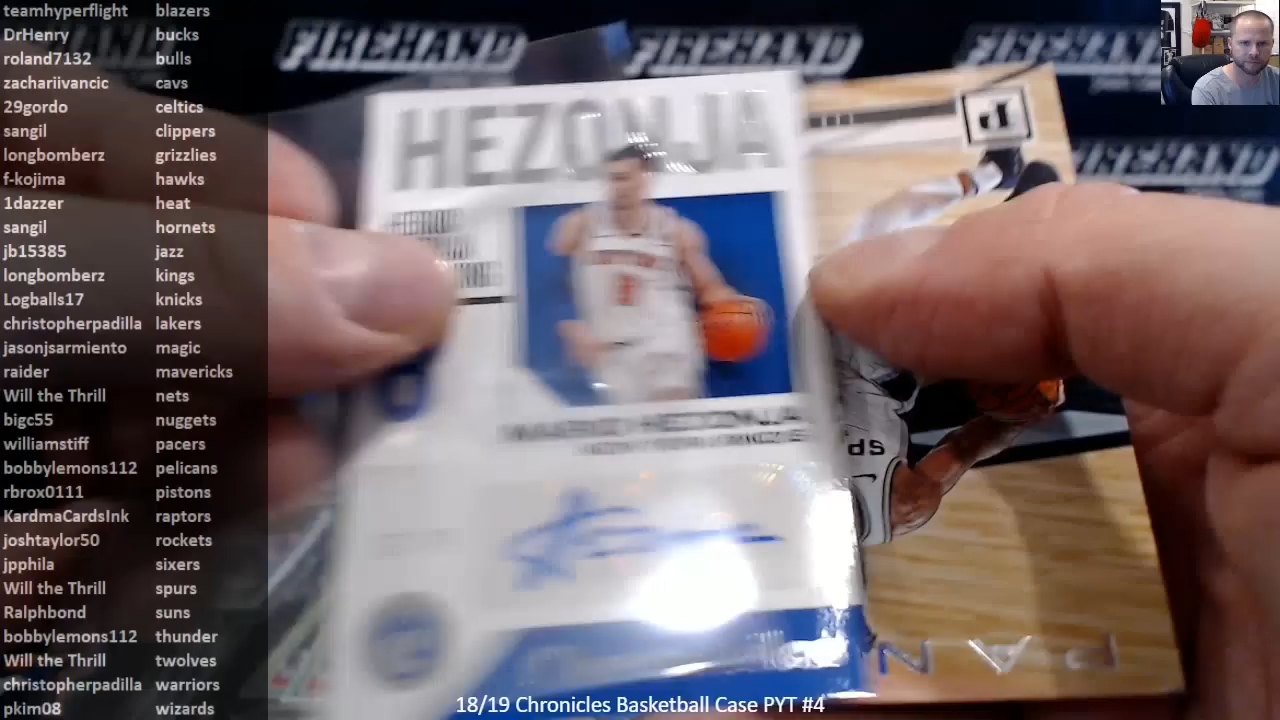 teamhyperflight blazers
DrHenry bucks
roland7132 bulls
zachariivancic cavs
29gordo celtics
sangil clippers
longbomberz grizzlies
f-kojima hawks
1dazzer heat
sangil hornets
jb15385 jazz
longbomberz kings
Logballs17 knicks
christopherpadilla lakers
jasonjsarmiento magic
raider mavericks
Will the Thrill nets
bigc55 nuggets
williamstiff pacers
bobbylemons112 pelicans
rbrox0111 pistons
KardmaCardsInk raptors
joshtaylor50 rockets
jpphila sixers
Will the Thrill spurs
Ralphbond suns
bobbylemons112 thunder
Will the Thrill twolves
christopherpadilla warriors
pkim08 wizards
FIREHAND FIREHAND FIREHAND
FIREHAND
HEZONJA
MARIO HEZONJA
SP
PAN
18/19 Chronicles Basketball Case PYT #4